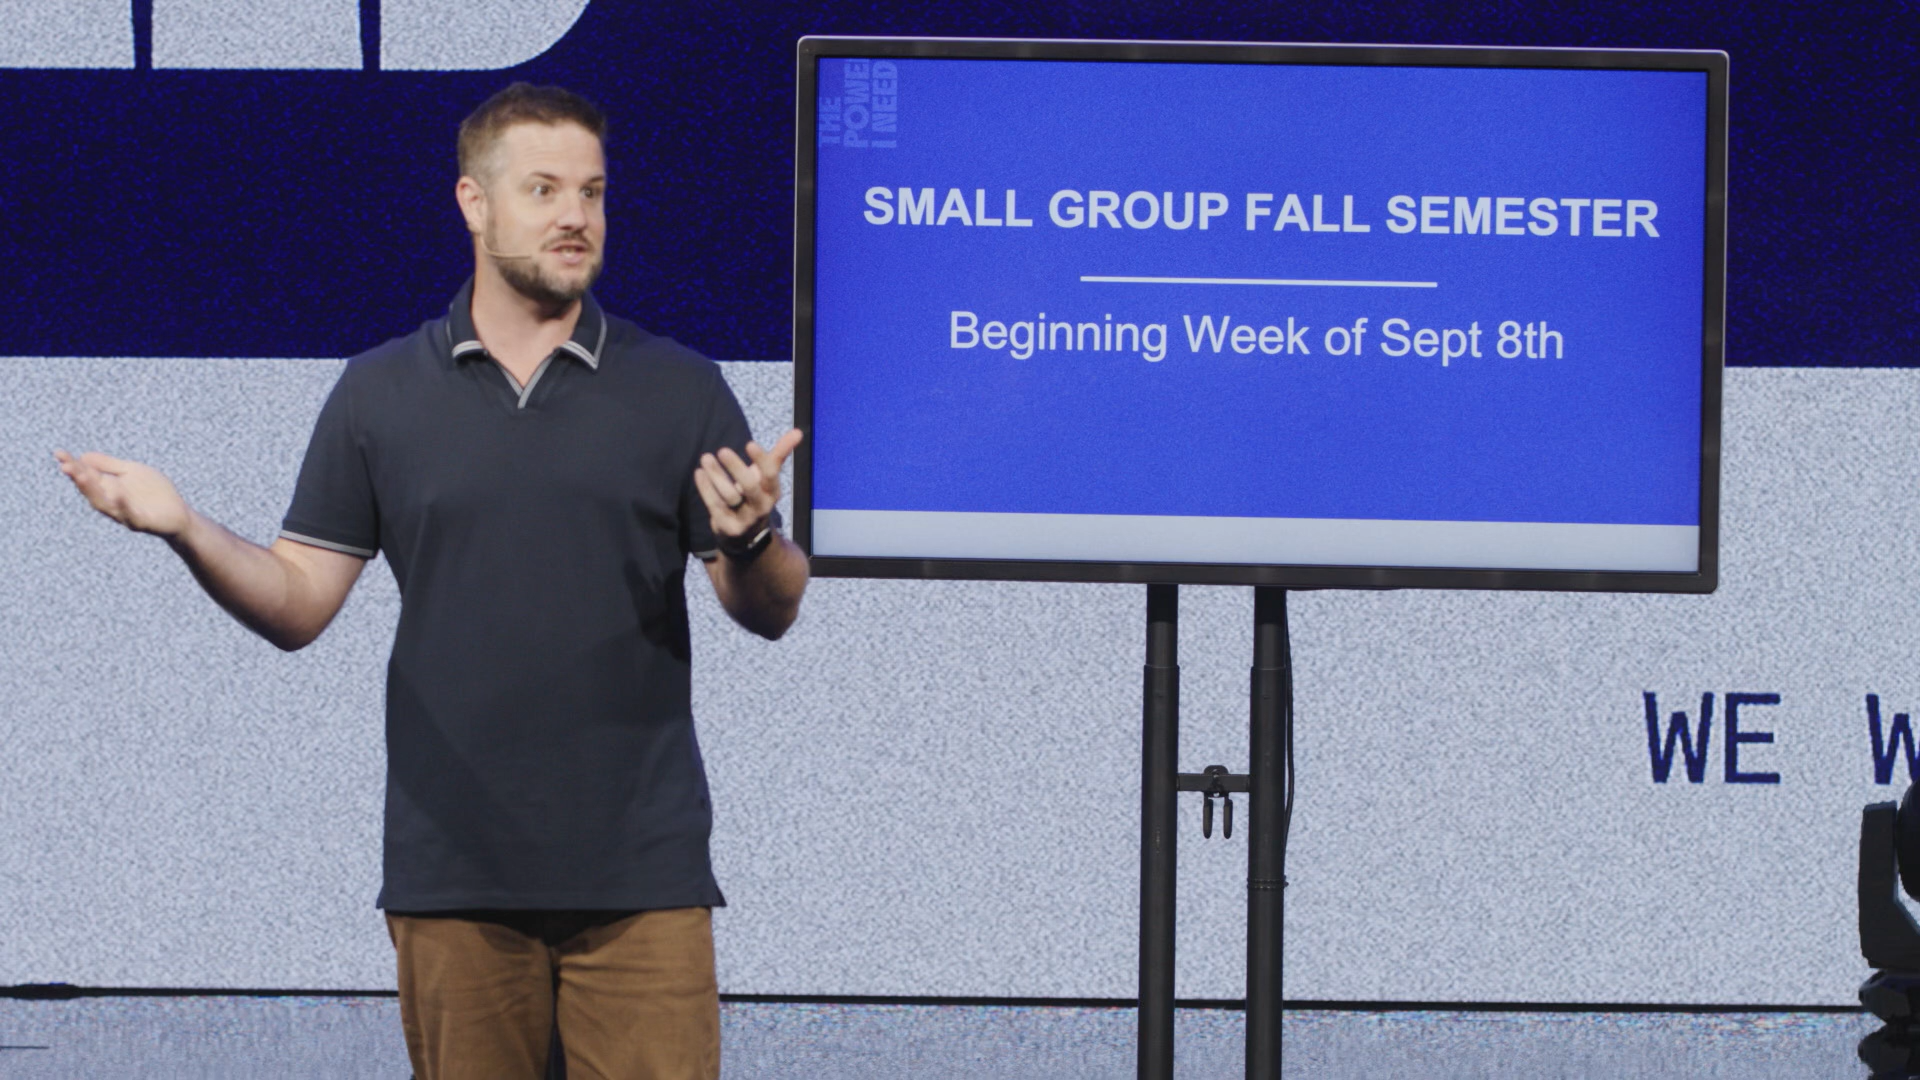 THE
POWE
I NEED
SMALL GROUP FALL SEMESTER
Beginning Week of Sept 8th
WE W